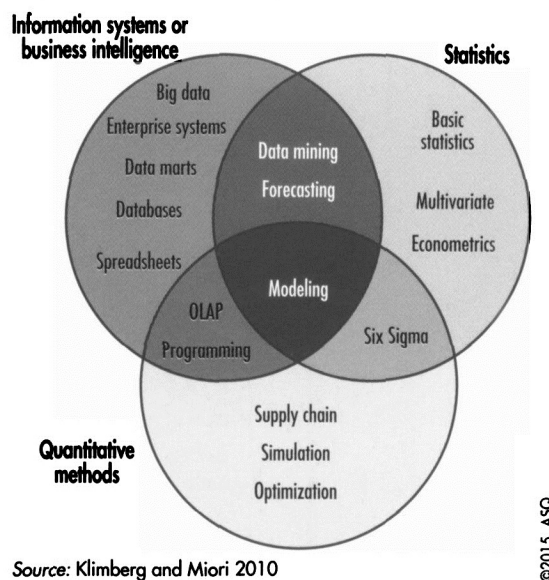 Information systems or
business intelligence
Statistics
Big data
Enterprise systems
Data marts
Databases
Spreadsheets
Data mining
Forecasting
Basic
statistics
Multivariate
Econometrics
Modeling
OLAP
Programming
Six Sigma
Supply chain
Simulation
Optimization
Quantitative
methods
Source: Klimberg and Miori 2010
©2015, ASQ